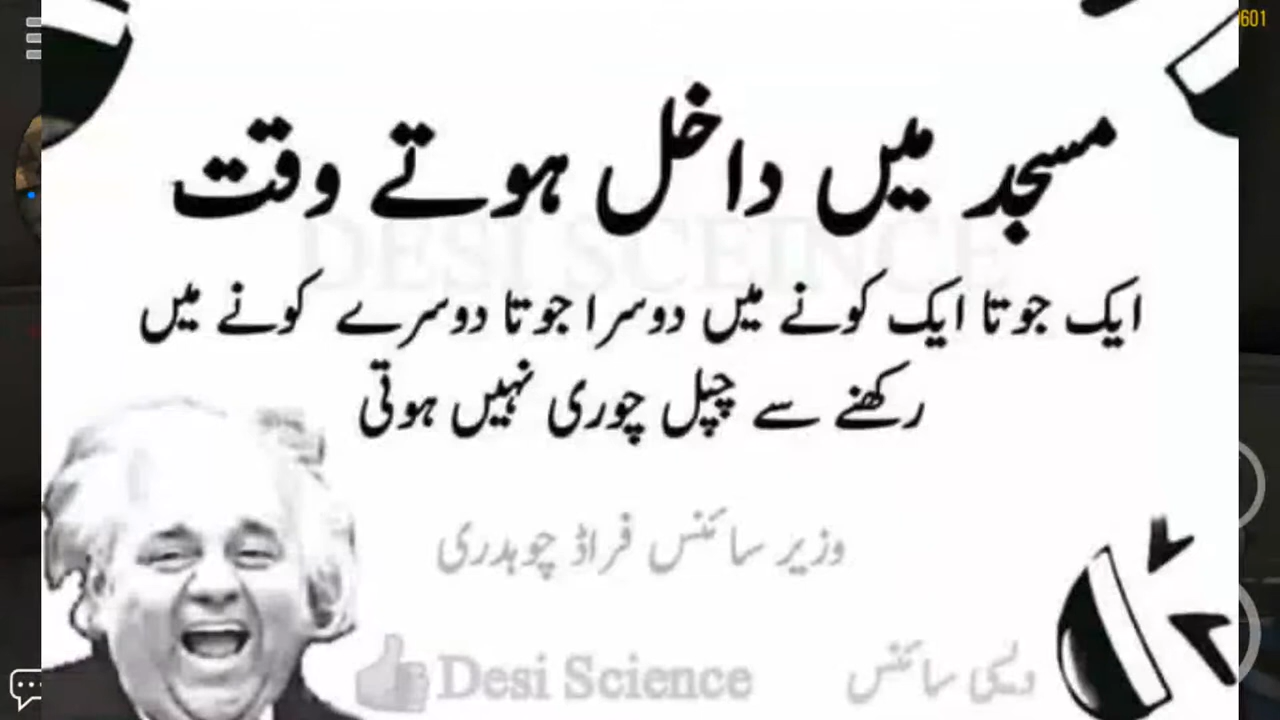 601
مسجد میں داخل ہوتے وقت
DESI SCEINCE
ایک جوتا ایک کونے میں دوسرا جوتا دوسرے کونے میں
رکھنے سے چپل چوری نہیں ہوتی
وزیر سائنس فراڈ چوہدری
Desi Science دیسی سائنس